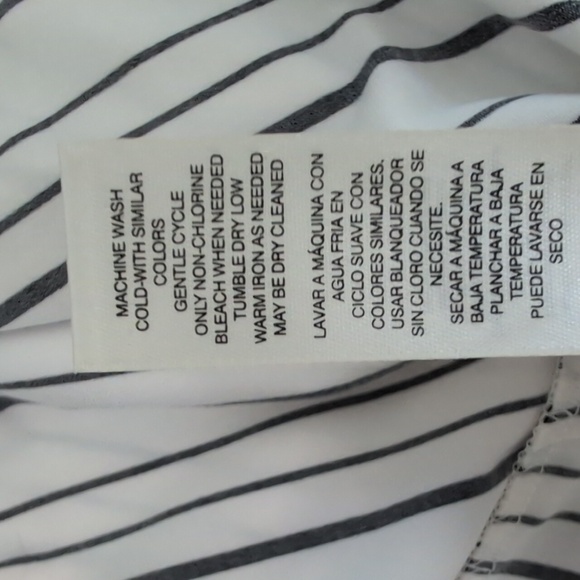 MACHINE WASH
COLD-WITH SIMILAR
COLORS
GENTLE CYCLE
ONLY NON-CHLORINE
BLEACH WHEN NEEDED
TUMBLE DRY LOW
WARM IRON AS NEEDED
MAY BE DRY CLEANED
LAVAR A MÁQUINA CON
AGUA FRIA EN
CICLO SUAVE CON
COLORES SIMILARES.
USAR BLANQUEADOR
SIN CLORO CUANDO SE
NECESITE.
SECAR A MÁQUINA A
BAJA TEMPERATURA
PLANCHAR A BAJA
TEMPERATURA
PUEDE LAVARSE EN
SECO